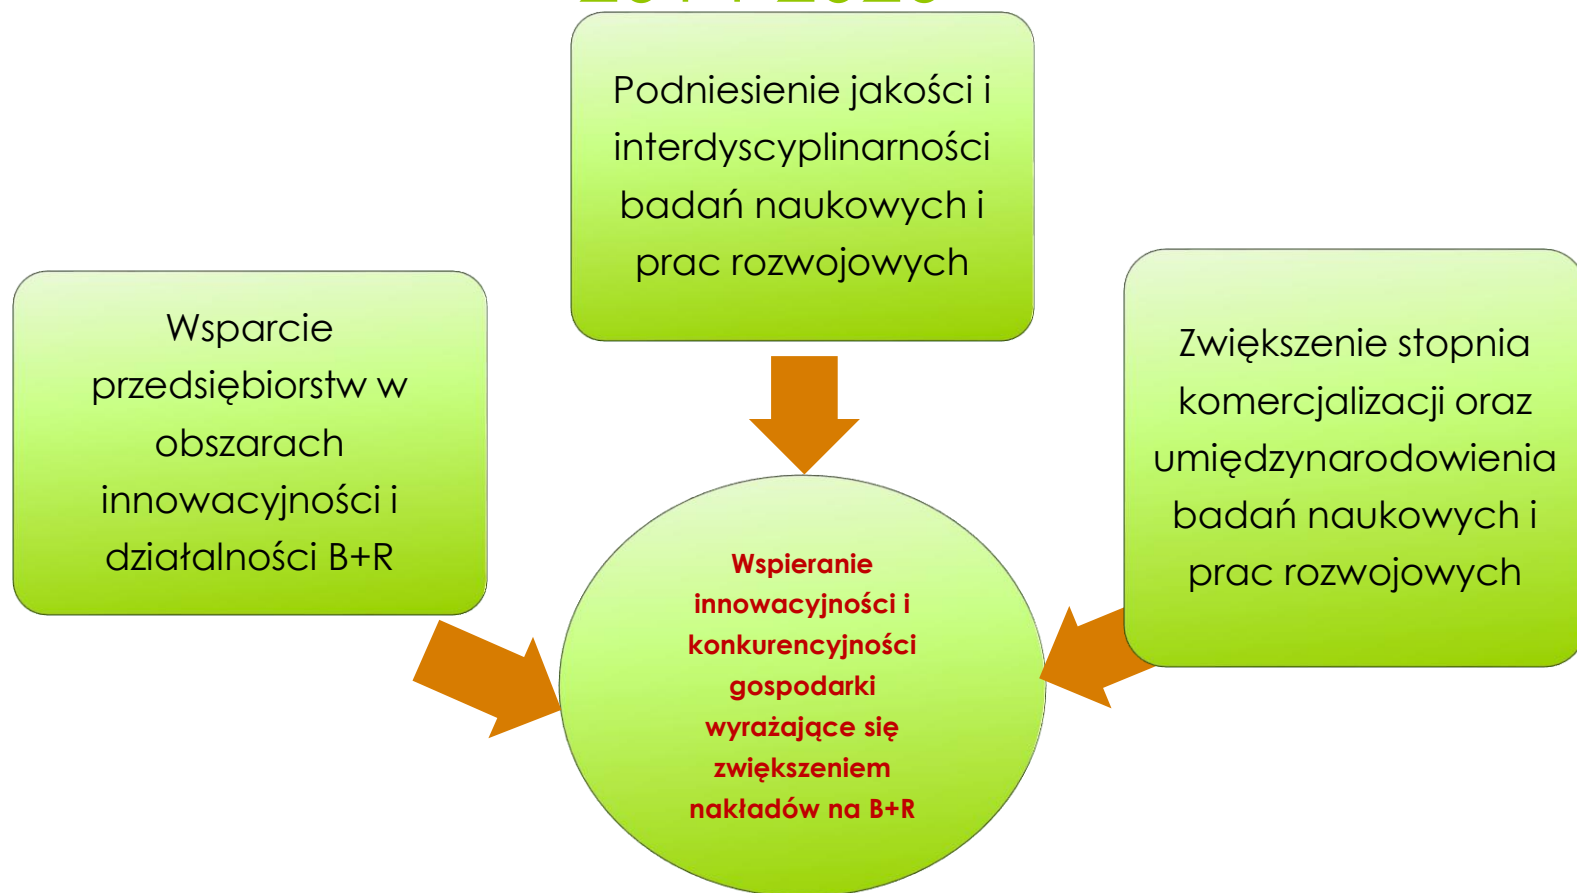 Podniesienie jakości i
interdyscyplinarności
badań naukowych i
prac rozwojowych
Wsparcie
przedsiębiorstw w
obszarach
innowacyjności i
działalności B+R
Zwiększenie stopnia
komercjalizacji oraz
umiędzynarodowienia
badań naukowych i
prac rozwojowych
Wspieranie
innowacyjności i
konkurencyjności
gospodarki
wyrażające się
zwiększeniem
nakładów na B+R